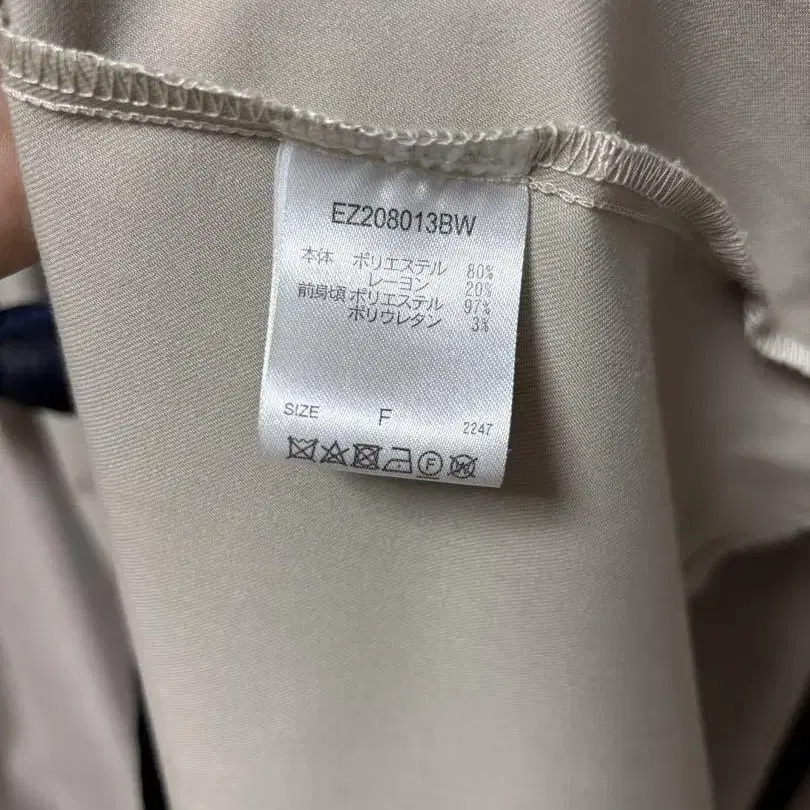 EZ208013BW
本体 ポリエステル 80%
レーヨン 20%
前身頃 ポリエステル 97%
ポリウレタン 3%
SIZE F 2247
F W